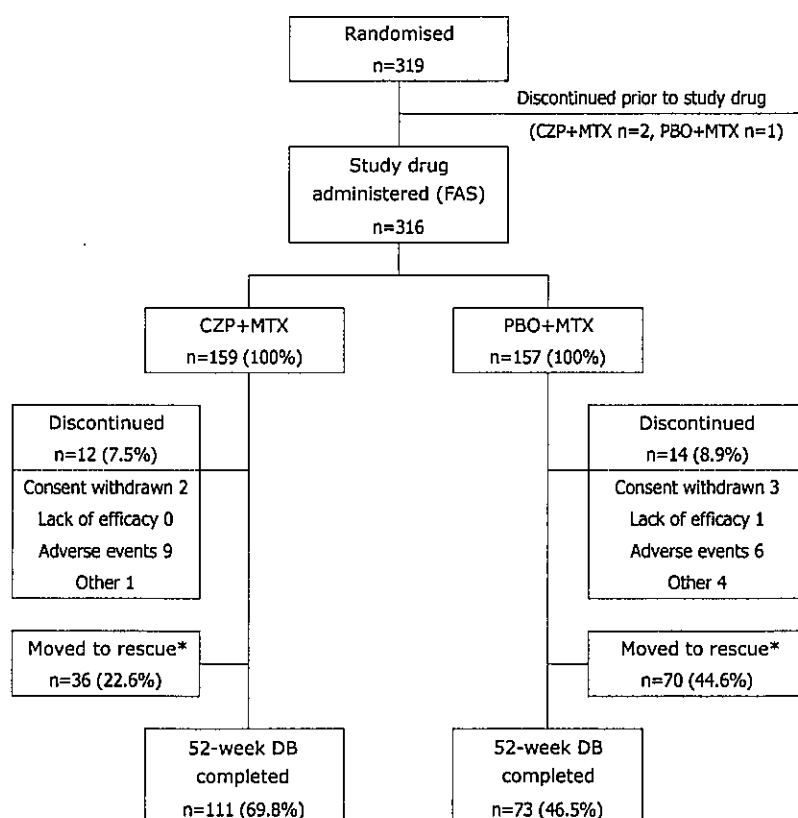 Randomised
n=319
Discontinued prior to study drug
(CZP+MTX n=2, PBO+MTX n=1)
Study drug
administered (FAS)
n=316
CZP+MTX
n=159 (100%)
PBO+MTX
n=157 (100%)
Discontinued
n=12 (7.5%)
Consent withdrawn 2
Lack of efficacy 0
Adverse events 9
Other 1
Discontinued
n=14 (8.9%)
Consent withdrawn 3
Lack of efficacy 1
Adverse events 6
Other 4
Moved to rescue*
n=36 (22.6%)
Moved to rescue*
n=70 (44.6%)
52-week DB
completed
n=111 (69.8%)
52-week DB
completed
n=73 (46.5%)